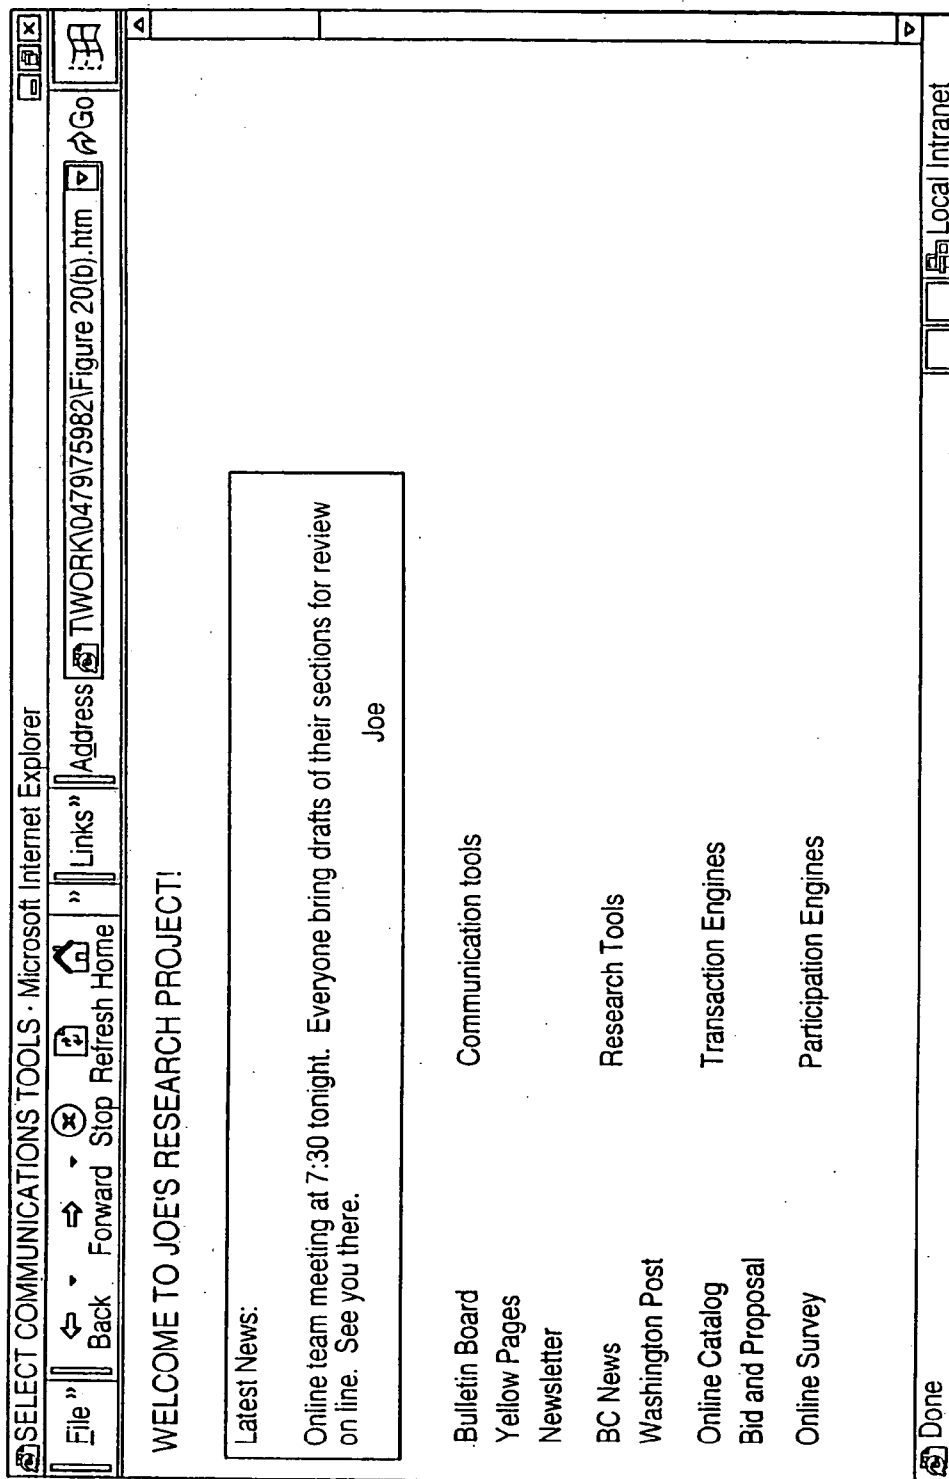 SELECT COMMUNICATIONS TOOLS - Microsoft Internet Explorer
File » Back Forward Stop Refresh Home » Links » Address T\WORK\0479\75982\Figure 20(b).htm Go
WELCOME TO JOE'S RESEARCH PROJECT!
Latest News:
Online team meeting at 7:30 tonight. Everyone bring drafts of their sections for review
on line. See you there.
Joe
Bulletin Board Communication tools
Yellow Pages
Newsletter
BC News Research Tools
Washington Post
Online Catalog Transaction Engines
Bid and Proposal
Online Survey Participation Engines
Done Local Intranet